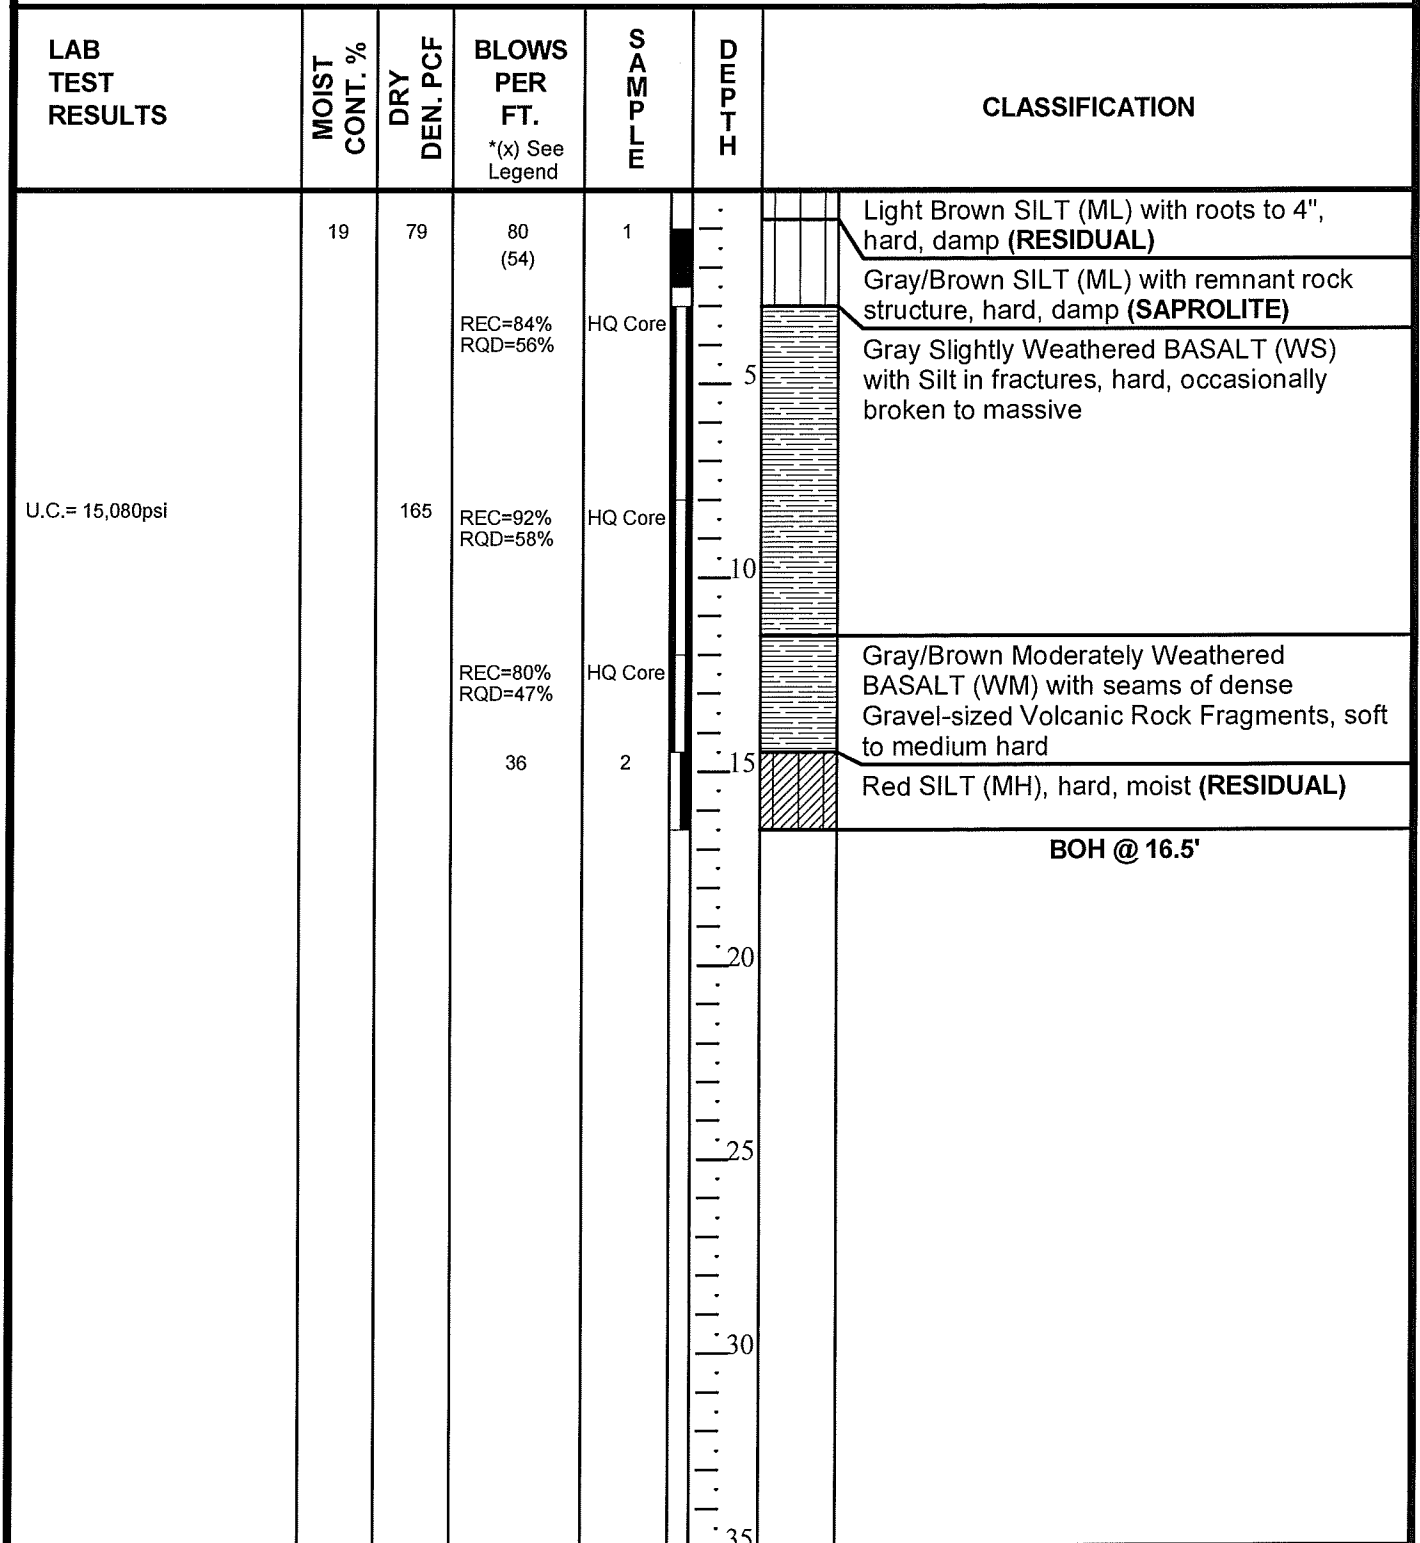 LAB
TEST
RESULTS
MOIST
CONT. %
DRY
DEN. PCF
BLOWS
PER
FT.
*(x) See
Legend
SAMPLE
DEPTH
CLASSIFICATION
Light Brown SILT (ML) with roots to 4",
hard, damp (RESIDUAL)
19 79 80 1
(54)
Gray/Brown SILT (ML) with remnant rock
structure, hard, damp (SAPROLITE)
REC=84% HQ Core
RQD=56%
Gray Slightly Weathered BASALT (WS)
with Silt in fractures, hard, occasionally
broken to massive
5
U.C.= 15,080psi 165 REC=92% HQ Core
RQD=58%
10
Gray/Brown Moderately Weathered
BASALT (WM) with seams of dense
Gravel-sized Volcanic Rock Fragments, soft
to medium hard
REC=80% HQ Core
RQD=47%
36 2 15
Red SILT (MH), hard, moist (RESIDUAL)
BOH @ 16.5'
20
25
30
35